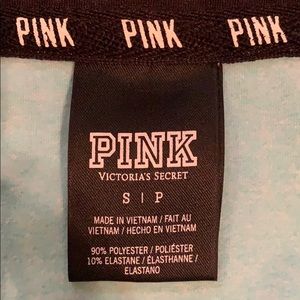 PINK PINK PINK
PINK
VICTORIA'S SECRET
S | P
MADE IN VIETNAM / FAIT AU
VIETNAM / HECHO EN VIETNAM
90% POLYESTER / POLIÉSTER
10% ELASTANE / ÉLASTHANNE /
ELASTANO